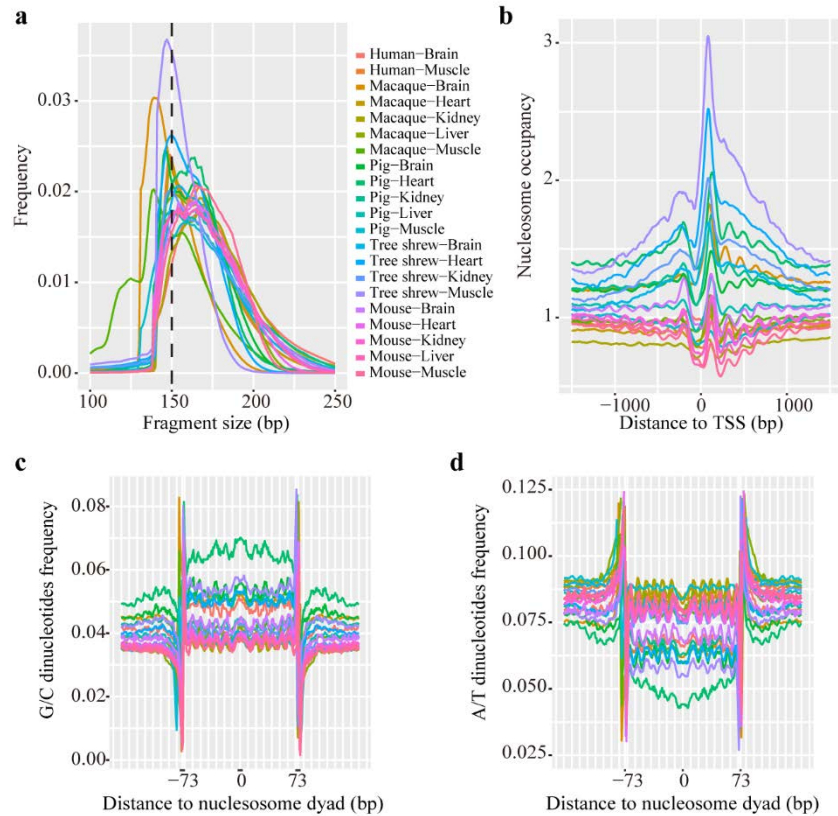 a
Frequency
0.03
0.02
0.01
0.00
100
150
200
250
Fragment size (bp)
Human−Brain
Human−Muscle
Macaque−Brain
Macaque−Heart
Macaque−Kidney
Macaque−Liver
Macaque−Muscle
Pig−Brain
Pig−Heart
Pig−Kidney
Pig−Liver
Pig−Muscle
Tree shrew−Brain
Tree shrew−Heart
Tree shrew−Kidney
Tree shrew−Muscle
Mouse−Brain
Mouse−Heart
Mouse−Kidney
Mouse−Liver
Mouse−Muscle
b
Nucleosome occupancy
3
2
1
−1000
0
1000
Distance to TSS (bp)
c
G/C dinucleotides frequency
0.08
0.06
0.04
0.02
0.00
−73
0
73
Distance to nuclesosome dyad (bp)
d
A/T dinucleotides frequency
0.125
0.100
0.075
0.050
0.025
−73
0
73
Distance to nucleosome dyad (bp)